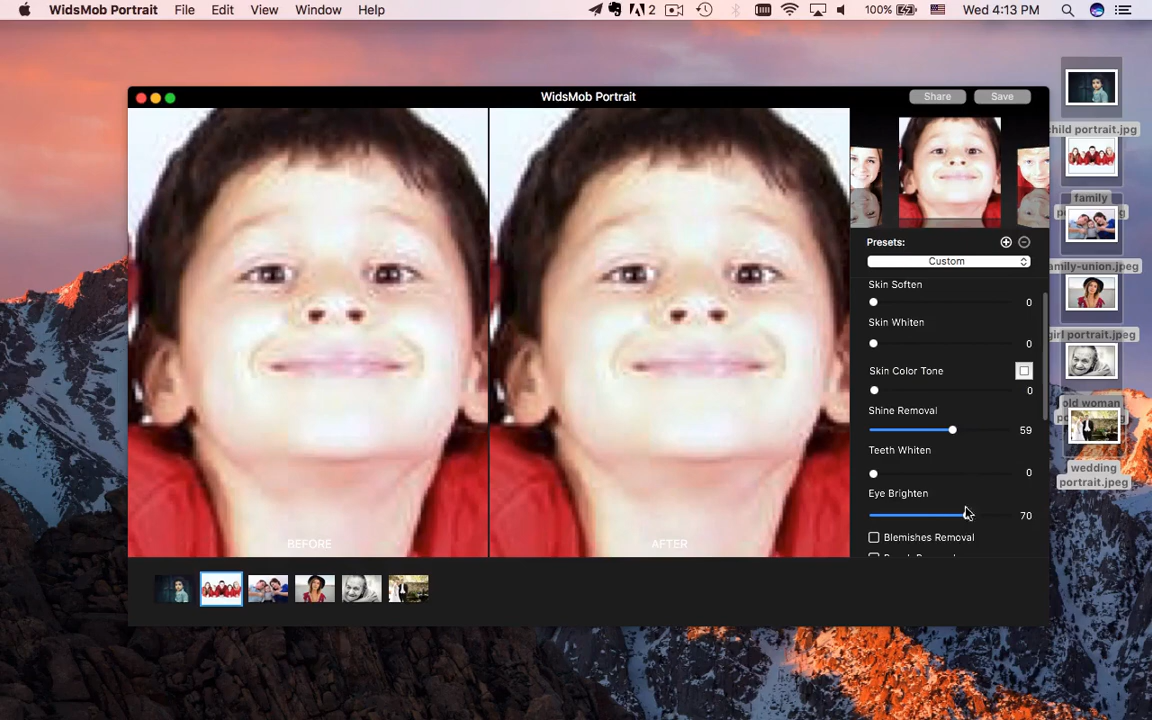 WidsMob Portrait File Edit View Window Help 2 100% Wed 4:13 PM
WidsMob Portrait
Share Save
Presets:
Custom
Skin Soften
0
Skin Whiten
0
Skin Color Tone
0
Shine Removal
59
Teeth Whiten
0
Eye Brighten
70
Blemishes Removal
BEFORE
AFTER
child portrait.jpg
family
family-union.jpeg
girl portrait.jpeg
old woman
wedding
portrait.jpeg